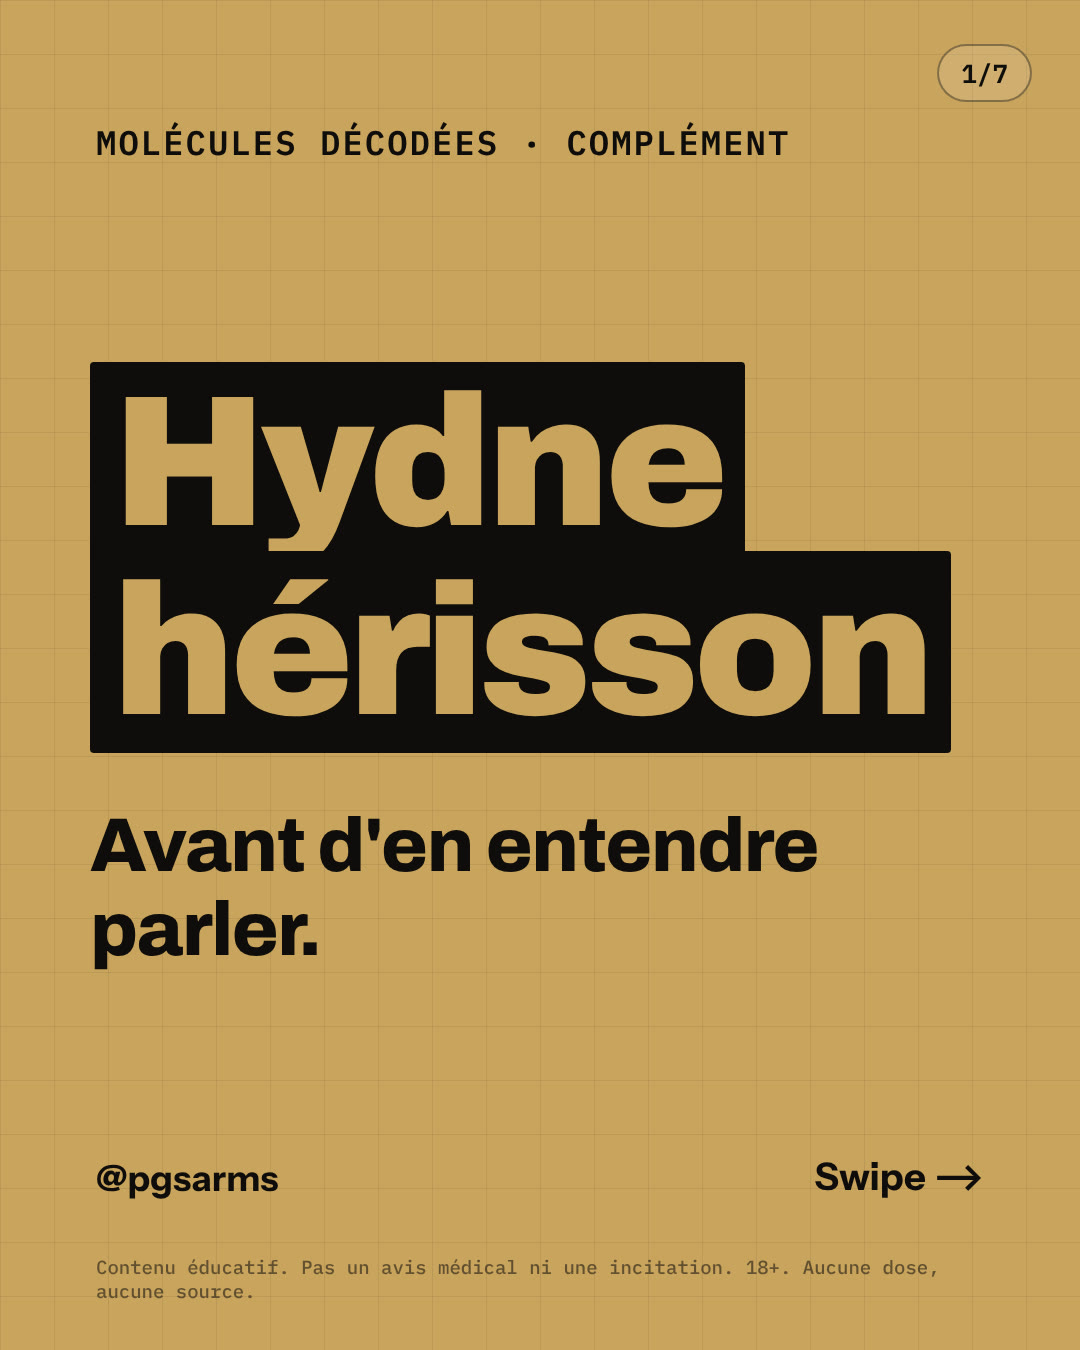 1/7
MOLÉCULES DÉCODÉES · COMPLÉMENT
Hydne
hérisson
Avant d'en entendre
parler.
@pgsarms
Swipe →
Contenu éducatif. Pas un avis médical ni une incitation. 18+. Aucune dose,
aucune source.